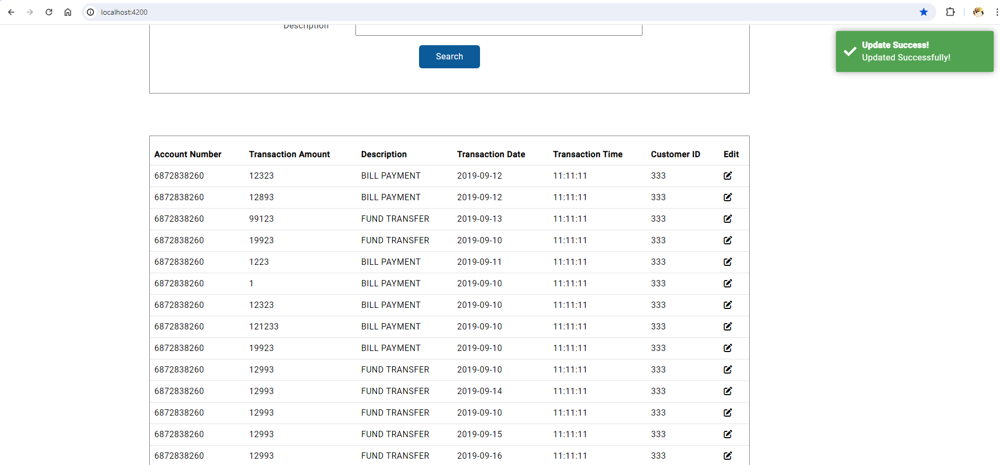 localhost:4200
Description
Search
Update Success!
Updated Successfully!
Account Number Transaction Amount Description Transaction Date Transaction Time Customer ID Edit
6872838260 12323 BILL PAYMENT 2019-09-12 11:11:11 333
6872838260 12893 BILL PAYMENT 2019-09-12 11:11:11 333
6872838260 99123 FUND TRANSFER 2019-09-13 11:11:11 333
6872838260 19923 FUND TRANSFER 2019-09-10 11:11:11 333
6872838260 1223 BILL PAYMENT 2019-09-11 11:11:11 333
6872838260 1 BILL PAYMENT 2019-09-10 11:11:11 333
6872838260 12323 BILL PAYMENT 2019-09-10 11:11:11 333
6872838260 121233 BILL PAYMENT 2019-09-10 11:11:11 333
6872838260 19923 BILL PAYMENT 2019-09-10 11:11:11 333
6872838260 12993 FUND TRANSFER 2019-09-10 11:11:11 333
6872838260 12993 FUND TRANSFER 2019-09-14 11:11:11 333
6872838260 12993 FUND TRANSFER 2019-09-10 11:11:11 333
6872838260 12993 FUND TRANSFER 2019-09-15 11:11:11 333
6872838260 12993 FUND TRANSFER 2019-09-16 11:11:11 333